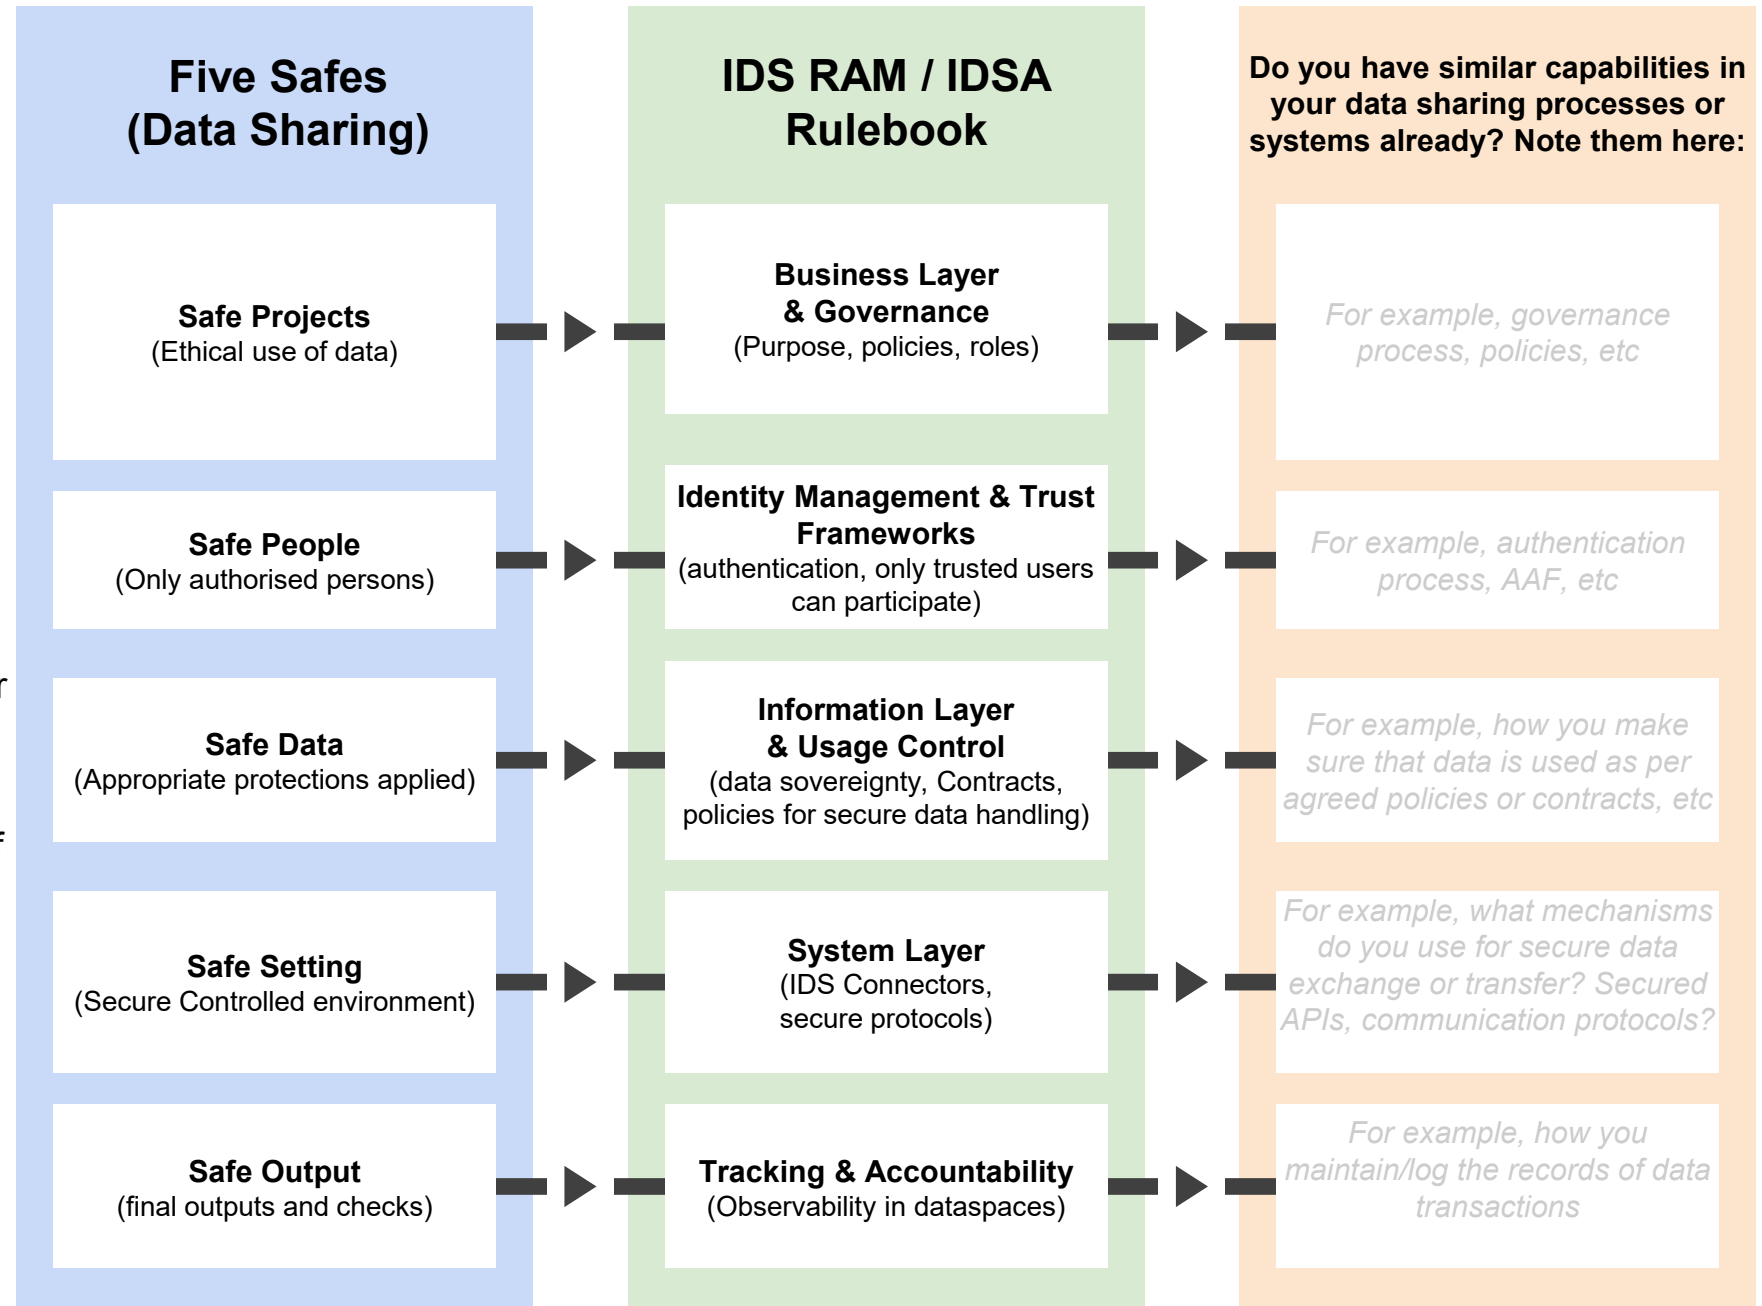 Five Safes
(Data Sharing)
IDS RAM / IDSA
Rulebook
Do you have similar capabilities in
your data sharing processes or
systems already? Note them here:
Safe Projects
(Ethical use of data)
Business Layer
& Governance
(Purpose, policies, roles)
For example, governance
process, policies, etc
Safe People
(Only authorised persons)
Identity Management & Trust
Frameworks
(authentication, only trusted users
can participate)
For example, authentication
process, AAF, etc
r
Safe Data
(Appropriate protections applied)
Information Layer
& Usage Control
(data sovereignty, Contracts,
policies for secure data handling)
For example, how you make
sure that data is used as per
agreed policies or contracts, etc
Safe Setting
(Secure Controlled environment)
System Layer
(IDS Connectors,
secure protocols)
For example, what mechanisms
do you use for secure data
exchange or transfer? Secured
APIs, communication protocols?
Safe Output
(final outputs and checks)
Tracking & Accountability
(Observability in dataspaces)
For example, how you
maintain/log the records of data
transactions